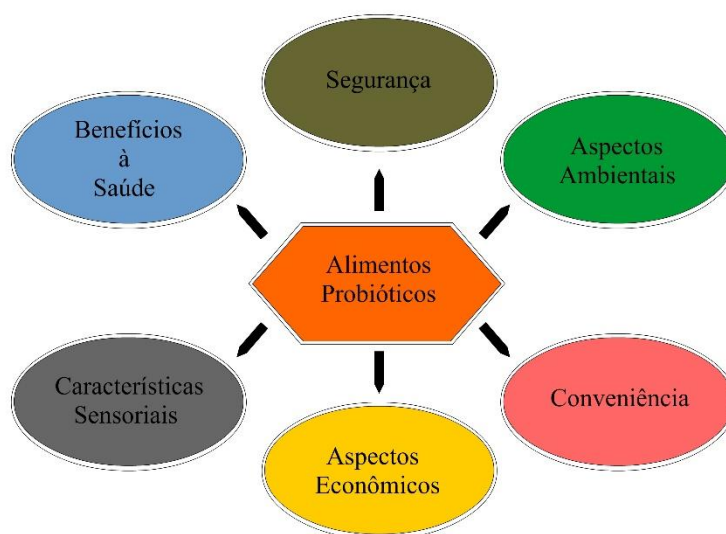 Segurança
Benefícios
à
Saúde
Aspectos
Ambientais
Alimentos
Probióticos
Características
Sensoriais
Conveniência
Aspectos
Econômicos